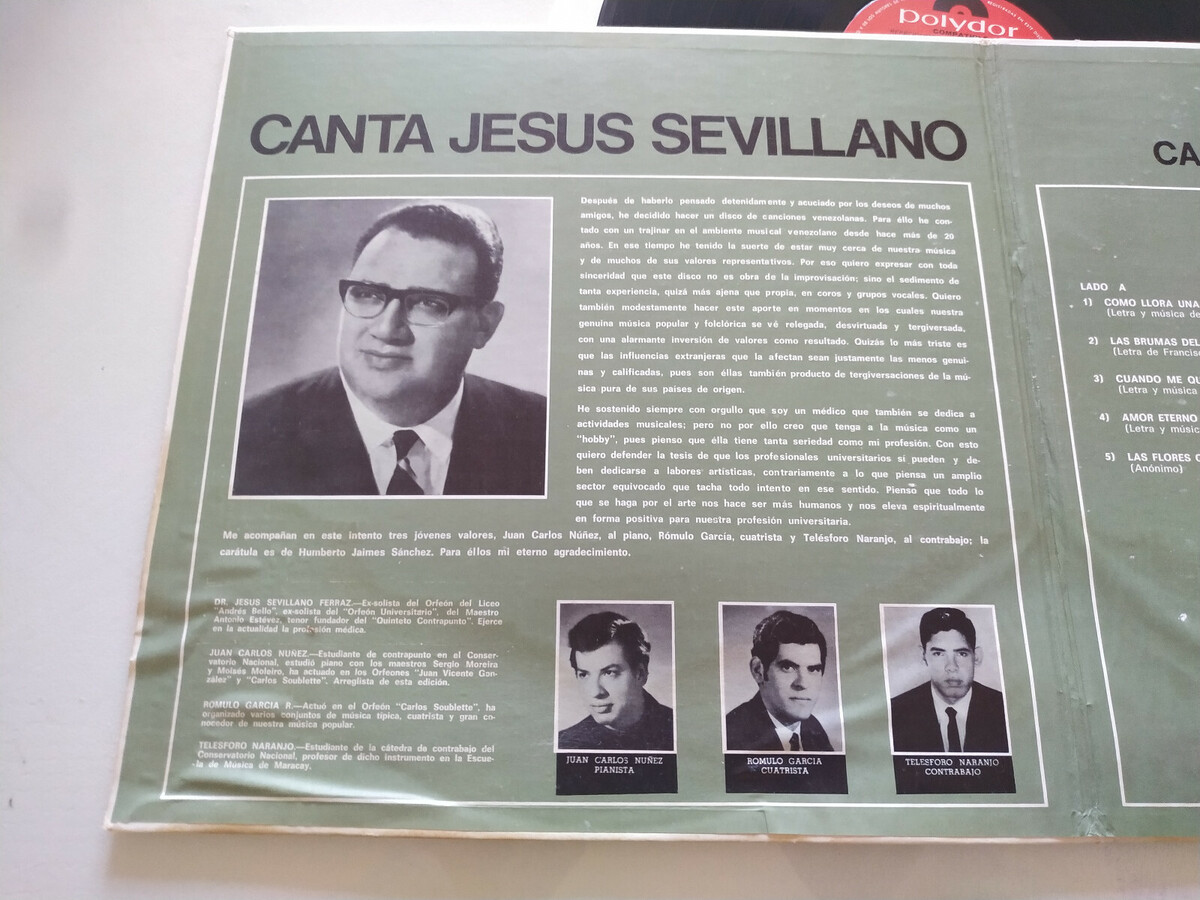 polydor
CANTA JESUS SEVILLANO
Después de haberlo pensado detenidamente y acuciado por los deseos de muchos
amigos, he decidido hacer un disco de canciones venezolanas. Para éllo he con-
tado con un trajinar en el ambiente musical venezolano desde hace más de 20
años. En ese tiempo he tenido la suerte de estar muy cerca de nuestra música
y de muchos de sus valores representativos. Por eso quiero expresar con toda
sinceridad que este disco no es obra de la improvisación; sino el sedimento de
tanta experiencia, quizá más ajena que propia, en coros y grupos vocales. Quiero
también modestamente hacer este aporte en momentos en los cuales nuestra
genuina música popular y folclórica se vé relegada, desvirtuada y tergiversada,
con una alarmante inversión de valores como resultado. Quizás lo más triste es
que las influencias extranjeras que la afectan sean justamente las menos genui-
nas y calificadas, pues son éllas también producto de tergiversaciones de la mú-
sica pura de sus paises de origen.
He sostenido siempre con orgullo que soy un médico que también se dedica a
actividades musicales; pero no por ello creo que tenga a la música como un
"hobby", pues pienso que élla tiene tanta seriedad como mi profesión. Con esto
quiero defender la tesis de que los profesionales universitarios sí pueden y de-
ben dedicarse a labores artísticas, contrariamente a lo que piensa un amplio
sector equivocado que tacha todo intento en ese sentido. Pienso que todo lo
que se haga por el arte nos hace ser más humanos y nos eleva espiritualmente
en forma positiva para nuestra profesión universitaria.
Me acompañan en este intento tres jóvenes valores, Juan Carlos Núñez, al piano, Rómulo García, cuatrista y Telésforo Naranjo, al contrabajo; la
carátula es de Humberto Jaimes Sánchez. Para éllos mi eterno agradecimiento.
DR. JESUS SEVILLANO FERRAZ.—Ex-solista del Orfeón del Liceo
"Andrés Bello", ex-solista del "Orfeón Universitario", del Maestro
Antonio Estévez, tenor fundador del "Quinteto Contrapunto". Ejerce
en la actualidad la profesión médica.
JUAN CARLOS NUÑEZ.—Estudiante de contrapunto en el Conser-
vatorio Nacional, estudió piano con los maestros Sergio Moreira
y Moisés Moleiro, ha actuado en los Orfeones "Juan Vicente Gon-
zález" y "Carlos Soublette". Arreglista de esta edición.
ROMULO GARCIA R.—Actuó en el Orfeón "Carlos Soublette", ha
organizado varios conjuntos de música típica, cuatrista y gran co-
nocedor de nuestra música popular.
TELESFORO NARANJO.—Estudiante de la cátedra de contrabajo del
Conservatorio Nacional, profesor de dicho instrumento en la Escue-
la de Música de Maracay.
JUAN CARLOS NUÑEZ
PIANISTA
ROMULO GARCIA
CUATRISTA
TELESFORO NARANJO
CONTRABAJO
CA
LADO A
1) COMO LLORA UNA
(Letra y música de
2) LAS BRUMAS DEL
(Letra de Francisc
3) CUANDO ME QU
(Letra y música
4) AMOR ETERNO
(Letra y músic
5) LAS FLORES
(Anónimo)